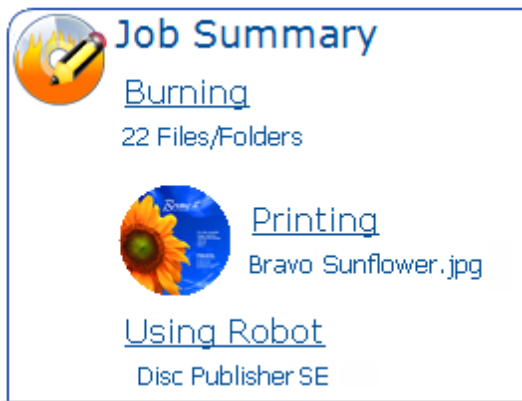 Job Summary
Burning
22 Files/Folders
Printing
Bravo Sunflower.jpg
Using Robot
Disc Publisher SE